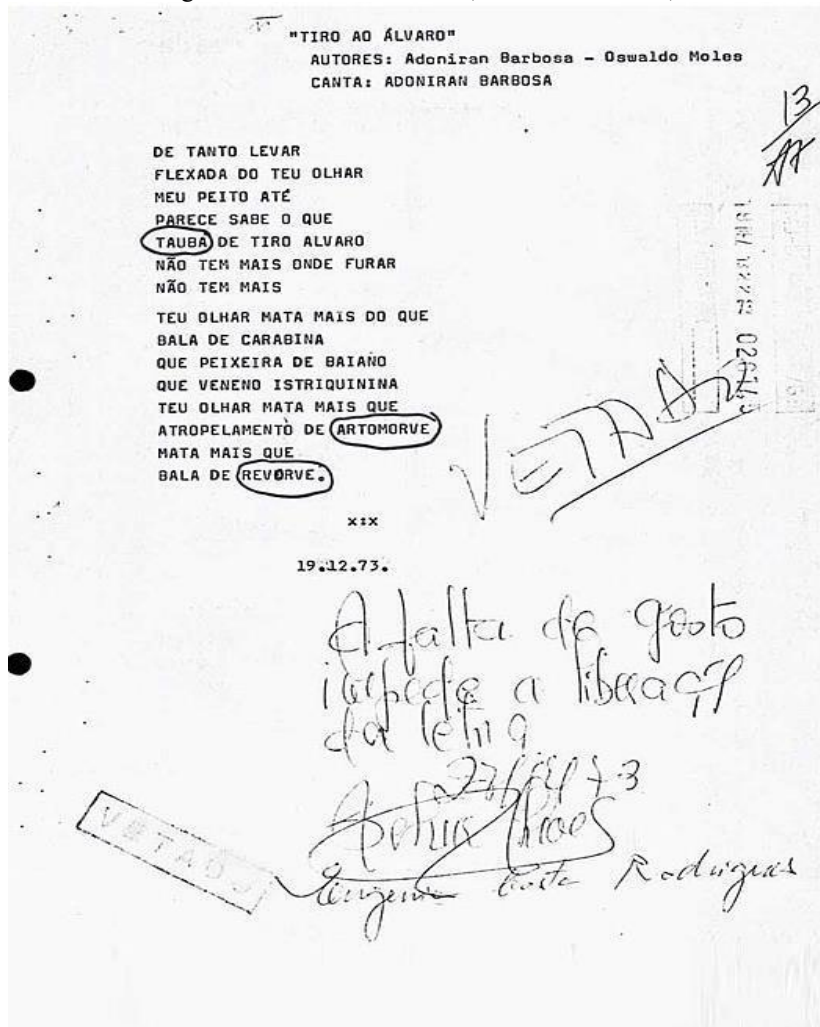 "TIRO AO ÁLVARO"
AUTORES: Adoniran Barbosa - Oswaldo Moles
CANTA: ADONIRAN BARBOSA
13
DE TANTO LEVAR
FLEXADA DO TEU OLHAR
MEU PEITO ATÉ
PARECE SABE O QUE
TAUBA DE TIRO ALVARO
NÃO TEM MAIS ONDE FURAR
NÃO TEM MAIS
TEU OLHAR MATA MAIS DO QUE
BALA DE CARABINA
QUE PEIXEIRA DE BAIANO
QUE VENENO ISTRIQUININA
TEU OLHAR MATA MAIS QUE
ATROPELAMENTO DE ARTOMORVE
MATA MAIS QUE
BALA DE REVORVE.
VETADO
x:x
19.12.73.
A falta de gosto
impede a liberação
da letra
VETADO
Eugenia Costa Rodrigues